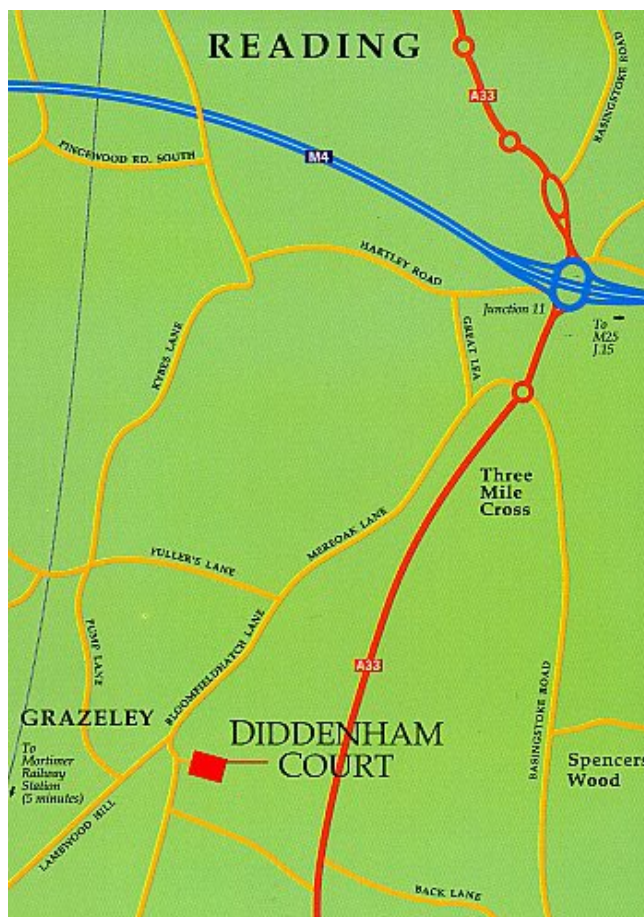 READING
BASINGSTOKE ROAD
A33
PINGEWOOD RD. SOUTH
M4
HARTLEY ROAD
Junction 11
To
M25
J.15
GREAT LEA
KYBES LANE
Three
Mile
Cross
MEREOAK LANE
FULLER'S LANE
PUMP LANE
BLOOMFIELDHATCH LANE
A33
BASINGSTOKE ROAD
GRAZELEY
DIDDENHAM
COURT
To
Mortimer
Railway
Station
(5 minutes)
Spencers
Wood
LAMBWOOD HILL
BACK LANE